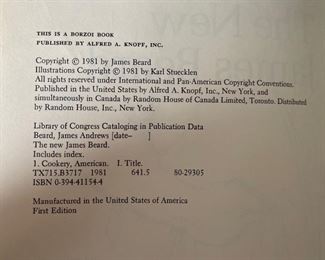 THIS IS A BORZOI BOOK
PUBLISHED BY ALFRED A. KNOPF, INC.
Copyright © 1981 by James Beard
Illustrations Copyright © 1981 by Karl Stuecklen
All rights reserved under International and Pan-American Copyright Conventions.
Published in the United States by Alfred A. Knopf, Inc., New York, and
simultaneously in Canada by Random House of Canada Limited, Toronto. Distributed
by Random House, Inc., New York.
Library of Congress Cataloging in Publication Data
Beard, James Andrews [date– ]
The new James Beard.
Includes index.
1. Cookery, American. I. Title.
TX715.B3717 1981 641.5 80-29305
ISBN 0-394-41154-4
Manufactured in the United States of America
First Edition